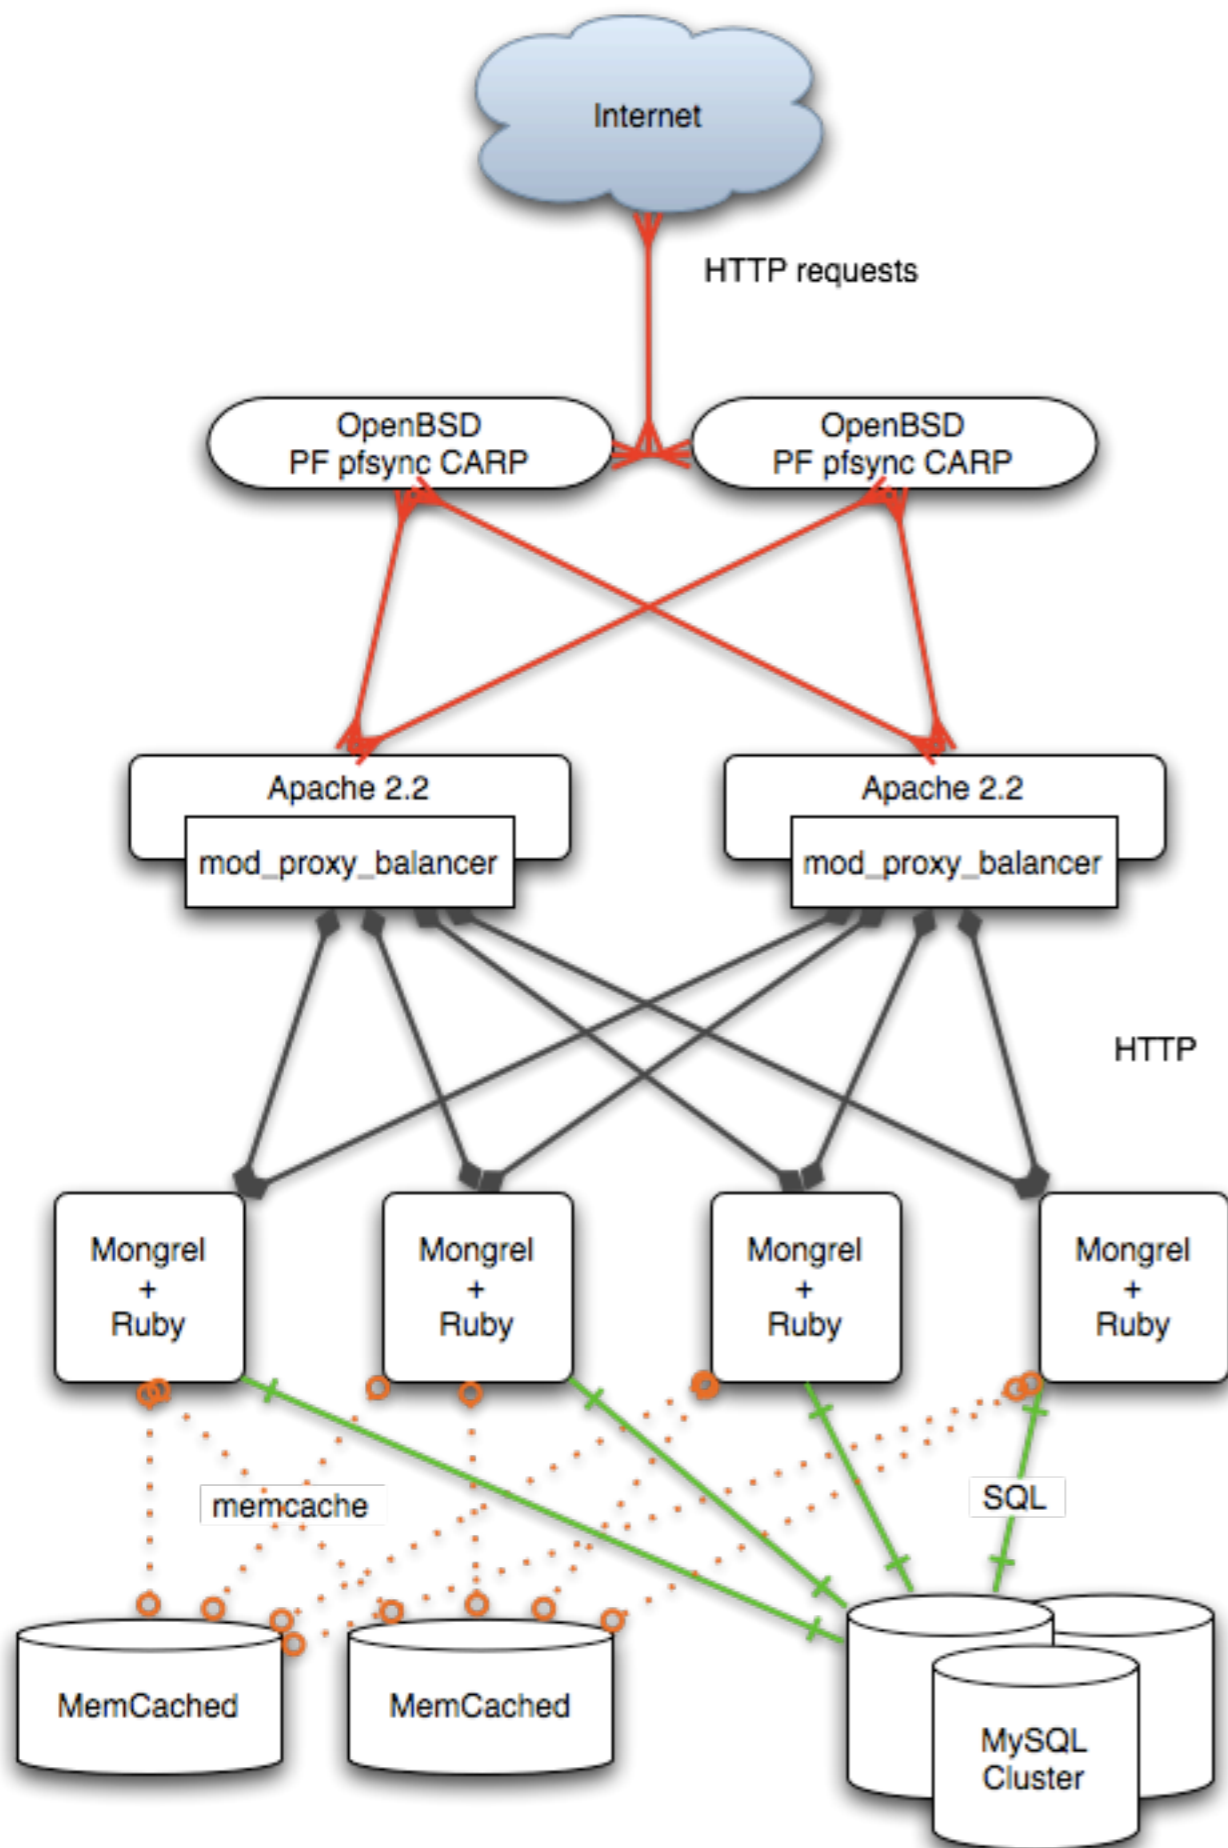 Internet
HTTP requests
OpenBSD
PF pfsync CARP
OpenBSD
PF pfsync CARP
Apache 2.2
mod_proxy_balancer
Apache 2.2
mod_proxy_balancer
HTTP
Mongrel
+
Ruby
Mongrel
+
Ruby
Mongrel
+
Ruby
Mongrel
+
Ruby
memcache
SQL
MemCached
MemCached
MySQL
Cluster